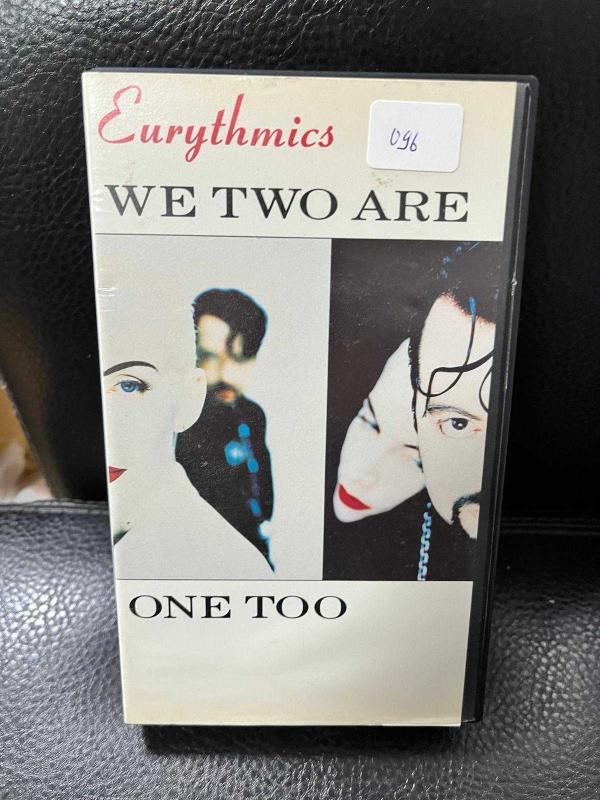 Eurythmics
096
WE TWO ARE
ONE TOO